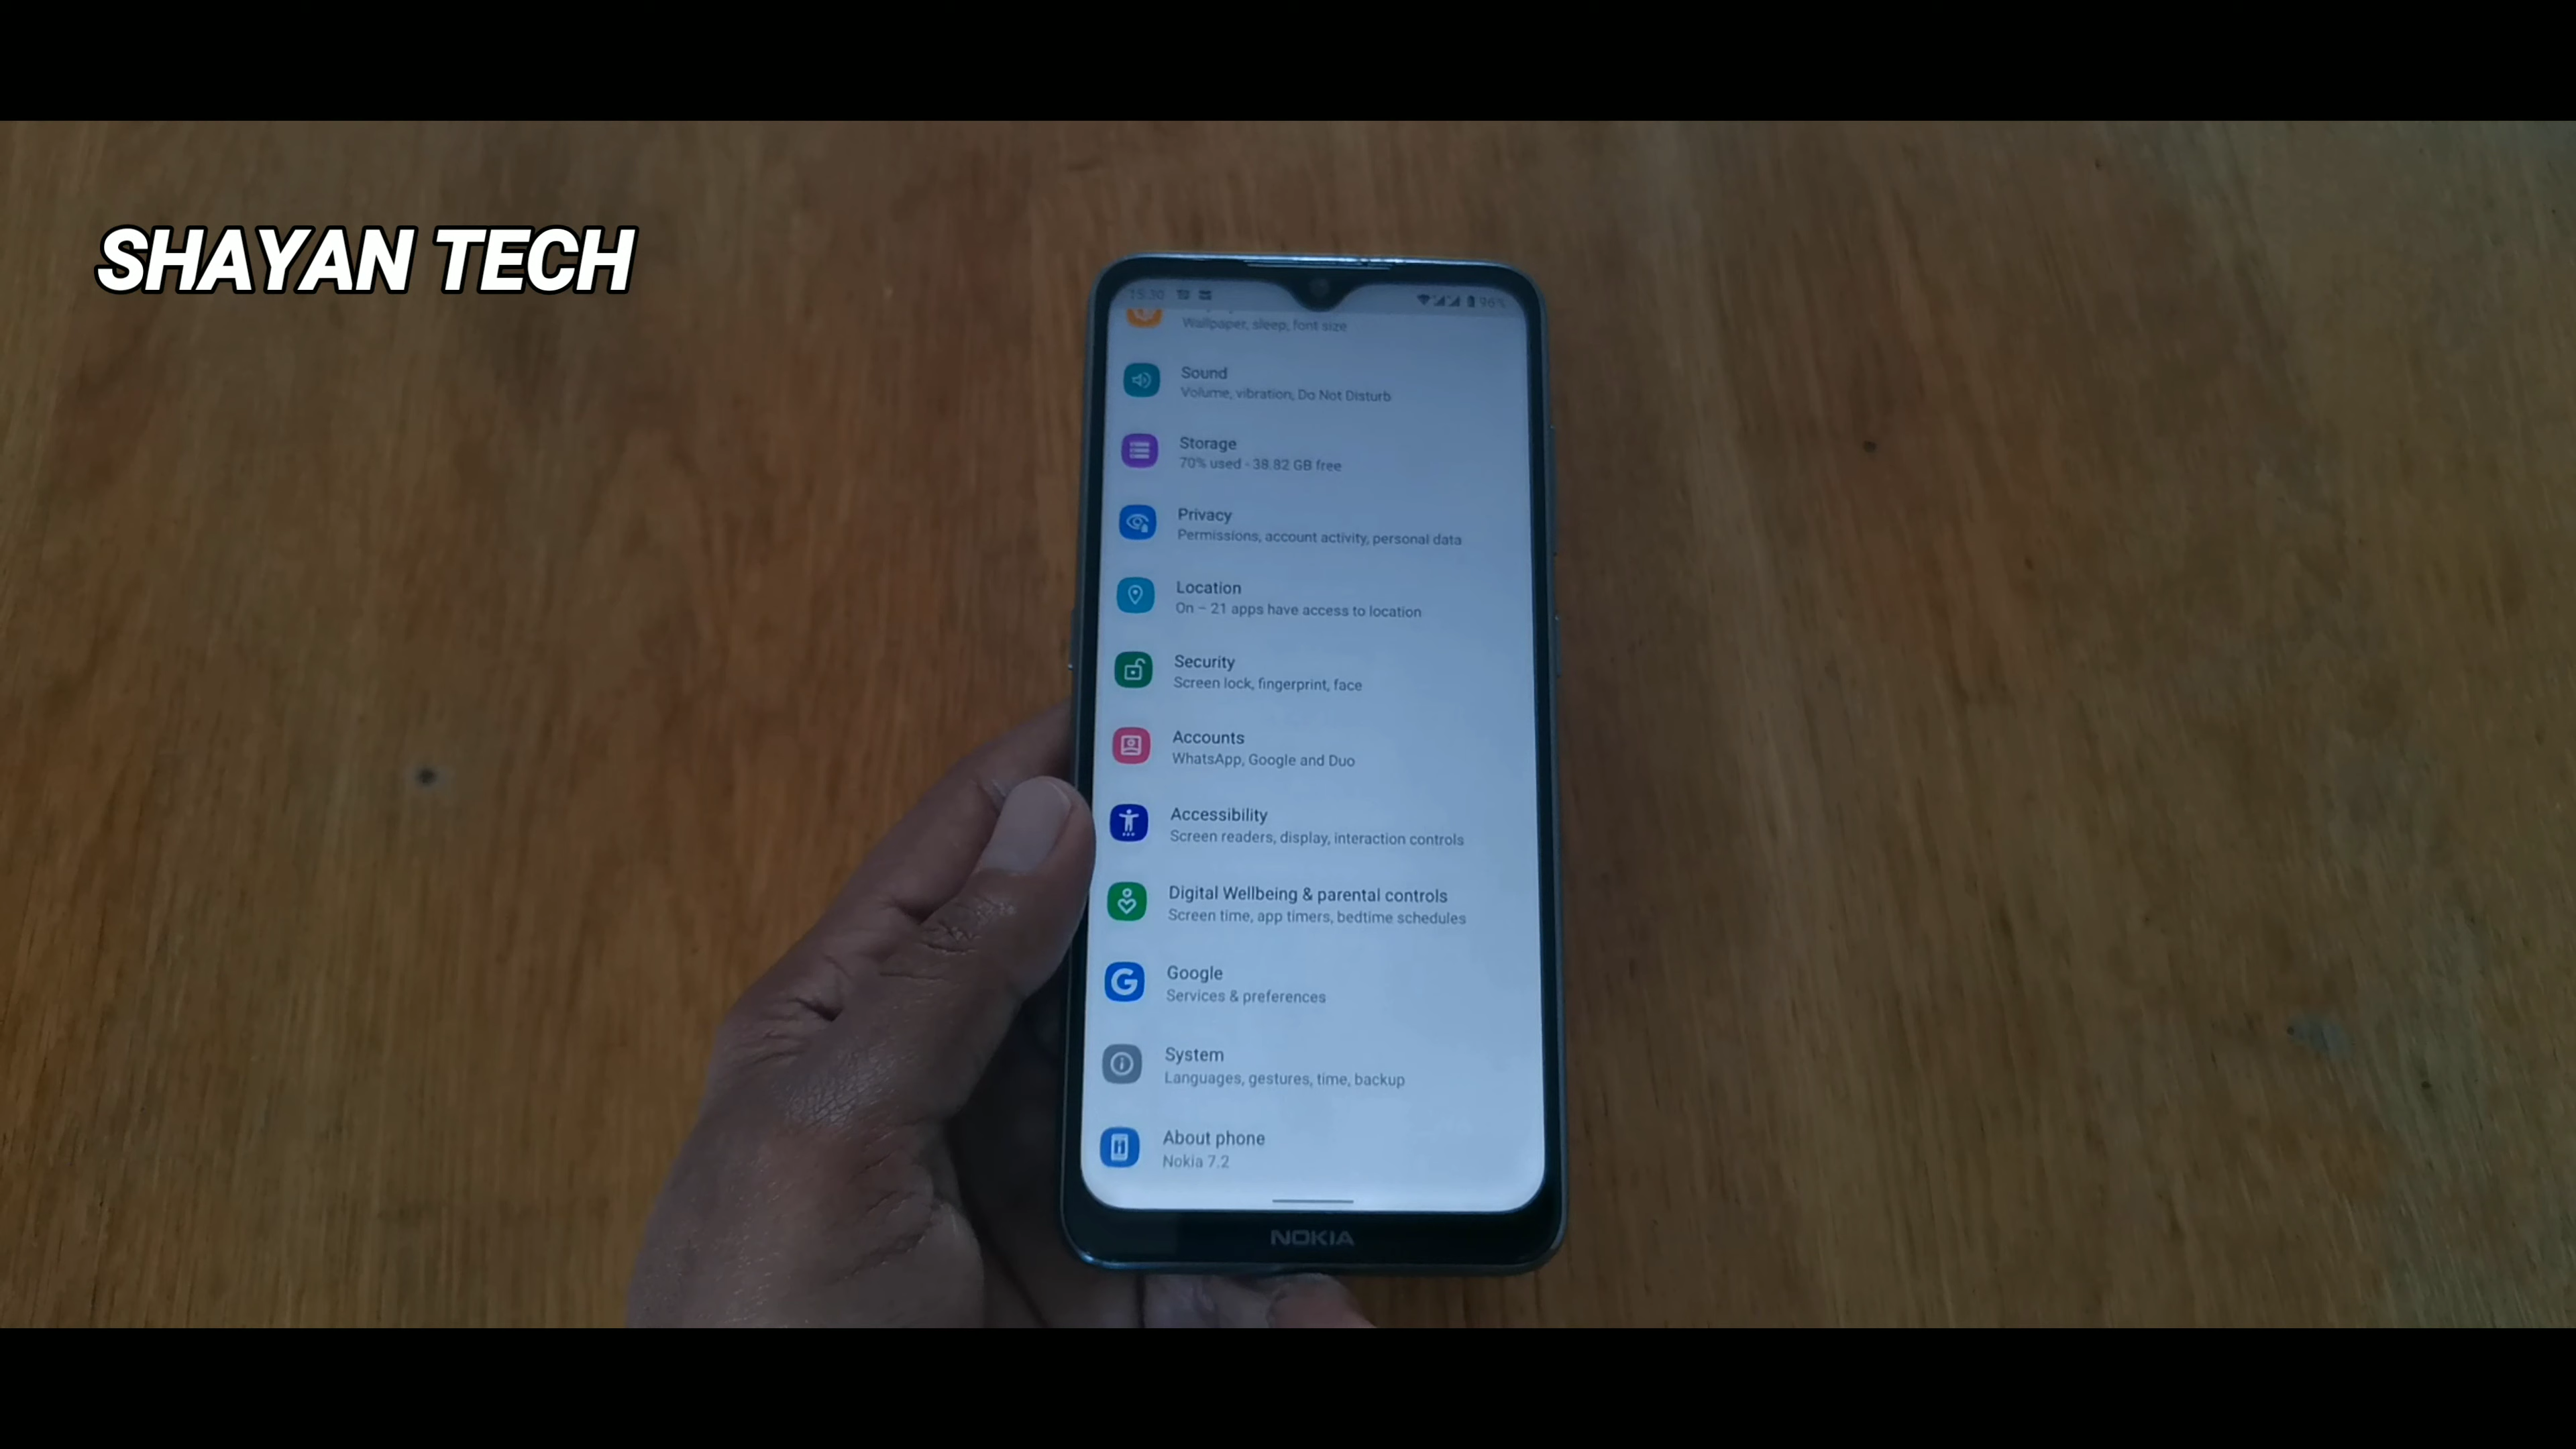 SHAYAN TECH
15:30
96%
Wallpaper, sleep, font size
Sound
Volume, vibration, Do Not Disturb
Storage
70% used - 38.82 GB free
Privacy
Permissions, account activity, personal data
Location
On – 21 apps have access to location
Security
Screen lock, fingerprint, face
Accounts
WhatsApp, Google and Duo
Accessibility
Screen readers, display, interaction controls
Digital Wellbeing & parental controls
Screen time, app timers, bedtime schedules
Google
Services & preferences
System
Languages, gestures, time, backup
About phone
Nokia 7.2
NOKIA